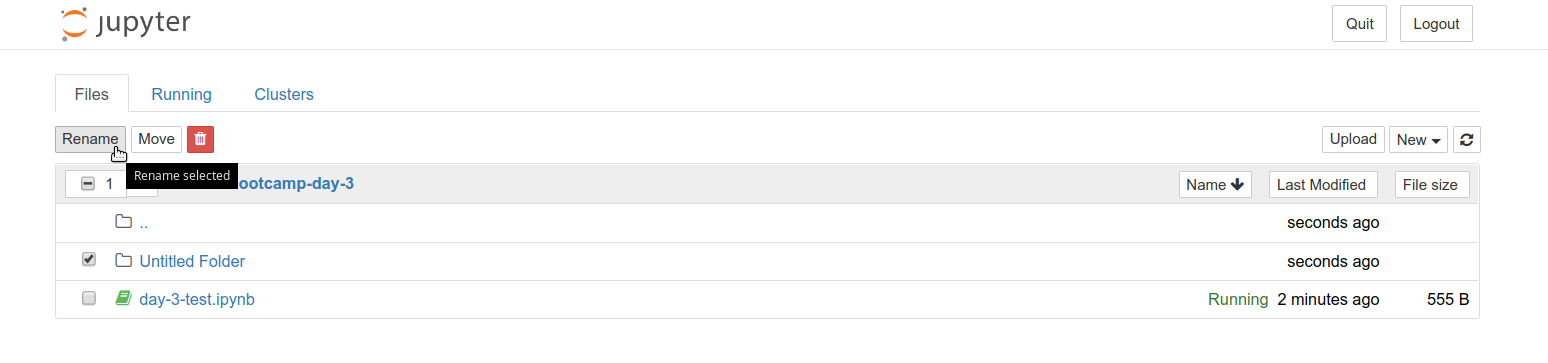 jupyter
Quit Logout
Files Running Clusters
Rename Move Upload New
Rename selected
1 ootcamp-day-3 Name Last Modified File size
.. seconds ago
Untitled Folder seconds ago
day-3-test.ipynb Running 2 minutes ago 555 B